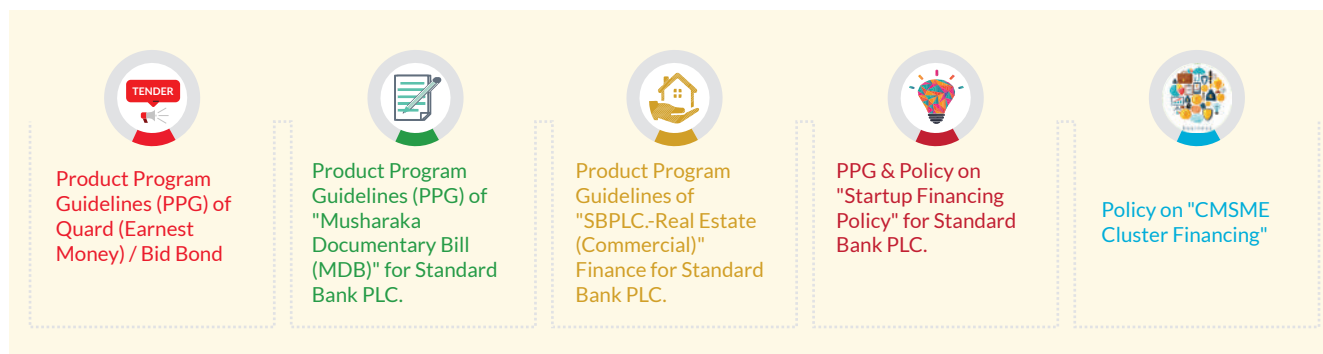 TENDER
Product Program
Guidelines (PPG) of
Quard (Earnest
Money) / Bid Bond
Product Program
Guidelines (PPG) of
"Musharaka
Documentary Bill
(MDB)" for Standard
Bank PLC.
Product Program
Guidelines of
"SBPLC.-Real Estate
(Commercial)"
Finance for Standard
Bank PLC.
PPG & Policy on
"Startup Financing
Policy" for Standard
Bank PLC.
business
Policy on "CMSME
Cluster Financing"